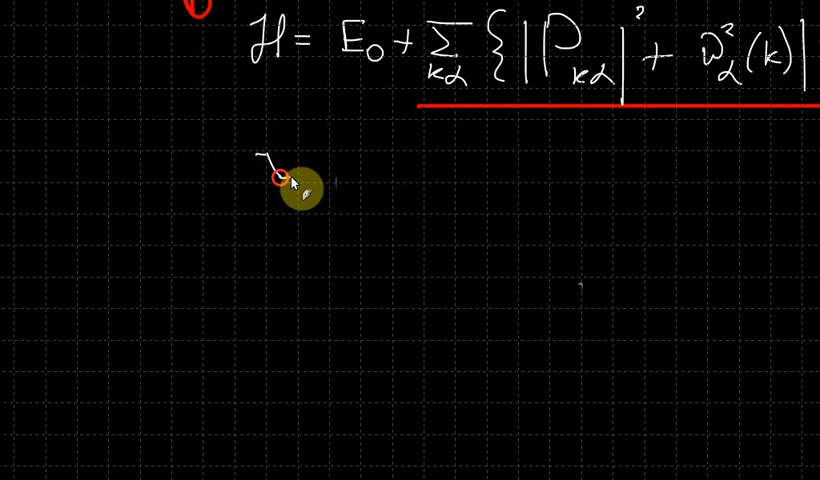 ℋ = E₀ + Σ_{kα} { |P_{kα}|² + ω²_α(k) |